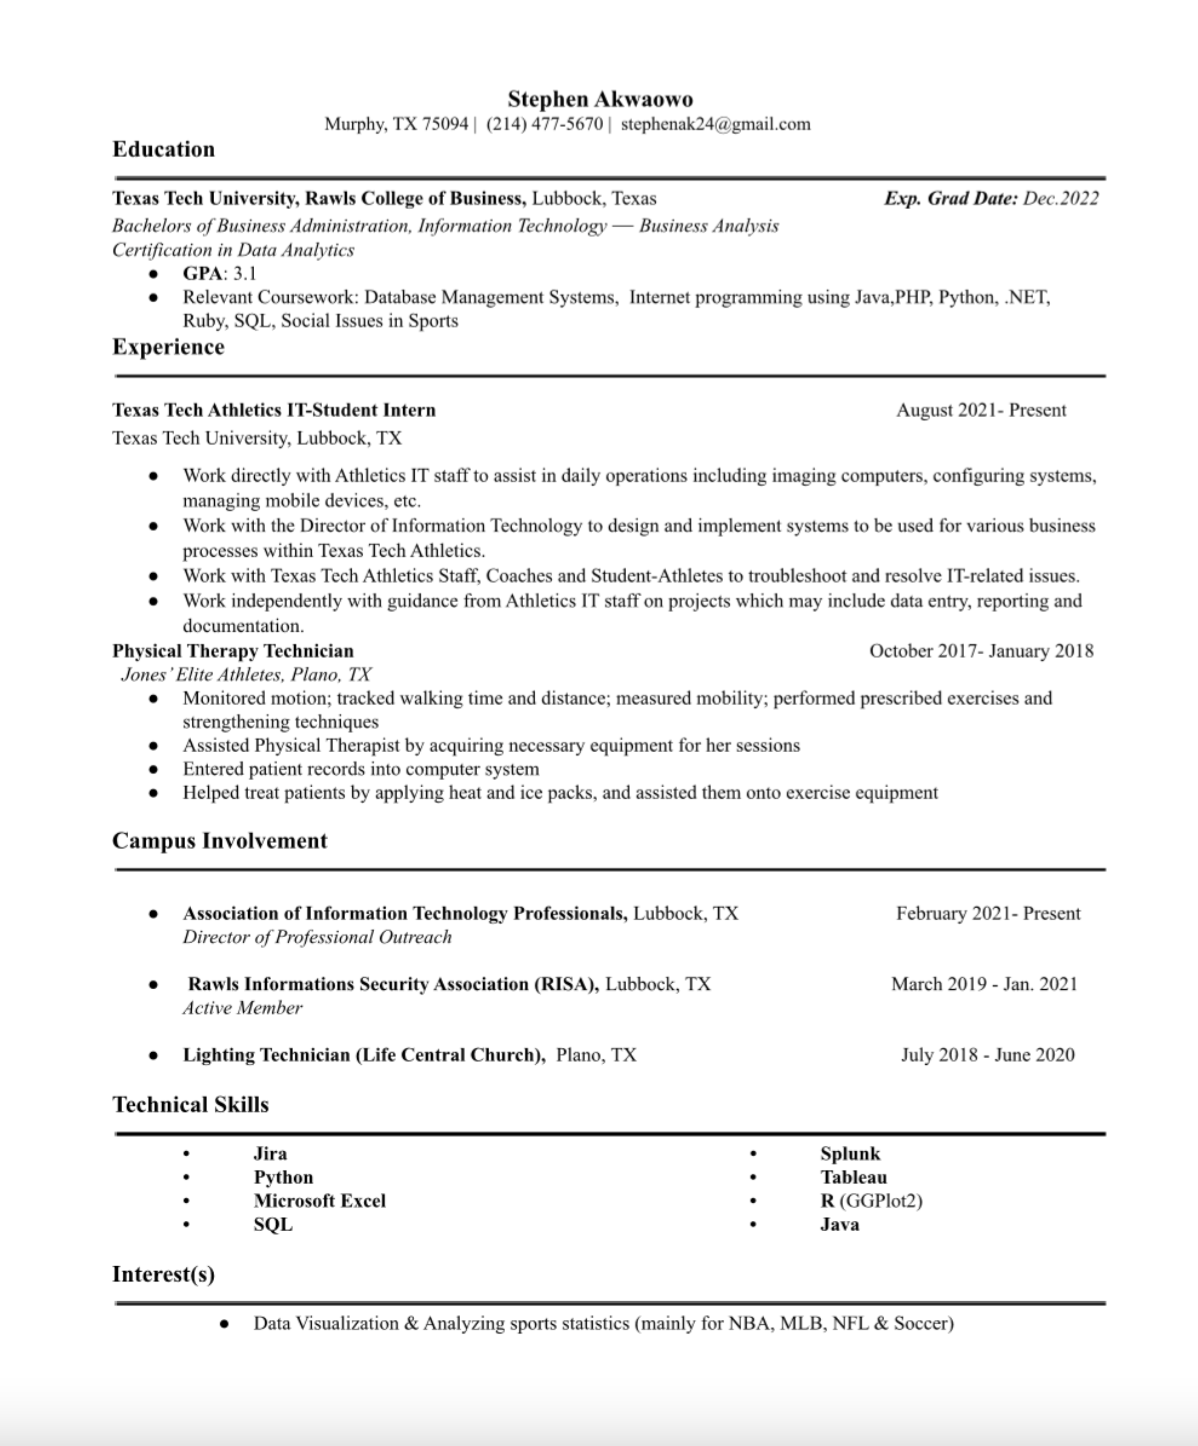 Stephen Akwaowo
Murphy, TX 75094 | (214) 477-5670 | stephenak24@gmail.com
Education
Texas Tech University, Rawls College of Business, Lubbock, Texas Exp. Grad Date: Dec.2022
Bachelors of Business Administration, Information Technology — Business Analysis
Certification in Data Analytics
● GPA: 3.1
● Relevant Coursework: Database Management Systems, Internet programming using Java,PHP, Python, .NET,
Ruby, SQL, Social Issues in Sports
Experience
Texas Tech Athletics IT-Student Intern August 2021- Present
Texas Tech University, Lubbock, TX
● Work directly with Athletics IT staff to assist in daily operations including imaging computers, configuring systems,
managing mobile devices, etc.
● Work with the Director of Information Technology to design and implement systems to be used for various business
processes within Texas Tech Athletics.
● Work with Texas Tech Athletics Staff, Coaches and Student-Athletes to troubleshoot and resolve IT-related issues.
● Work independently with guidance from Athletics IT staff on projects which may include data entry, reporting and
documentation.
Physical Therapy Technician October 2017- January 2018
Jones' Elite Athletes, Plano, TX
● Monitored motion; tracked walking time and distance; measured mobility; performed prescribed exercises and
strengthening techniques
● Assisted Physical Therapist by acquiring necessary equipment for her sessions
● Entered patient records into computer system
● Helped treat patients by applying heat and ice packs, and assisted them onto exercise equipment
Campus Involvement
● Association of Information Technology Professionals, Lubbock, TX February 2021- Present
Director of Professional Outreach
● Rawls Informations Security Association (RISA), Lubbock, TX March 2019 - Jan. 2021
Active Member
● Lighting Technician (Life Central Church), Plano, TX July 2018 - June 2020
Technical Skills
• Jira • Splunk
• Python • Tableau
• Microsoft Excel • R (GGPlot2)
• SQL • Java
Interest(s)
● Data Visualization & Analyzing sports statistics (mainly for NBA, MLB, NFL & Soccer)